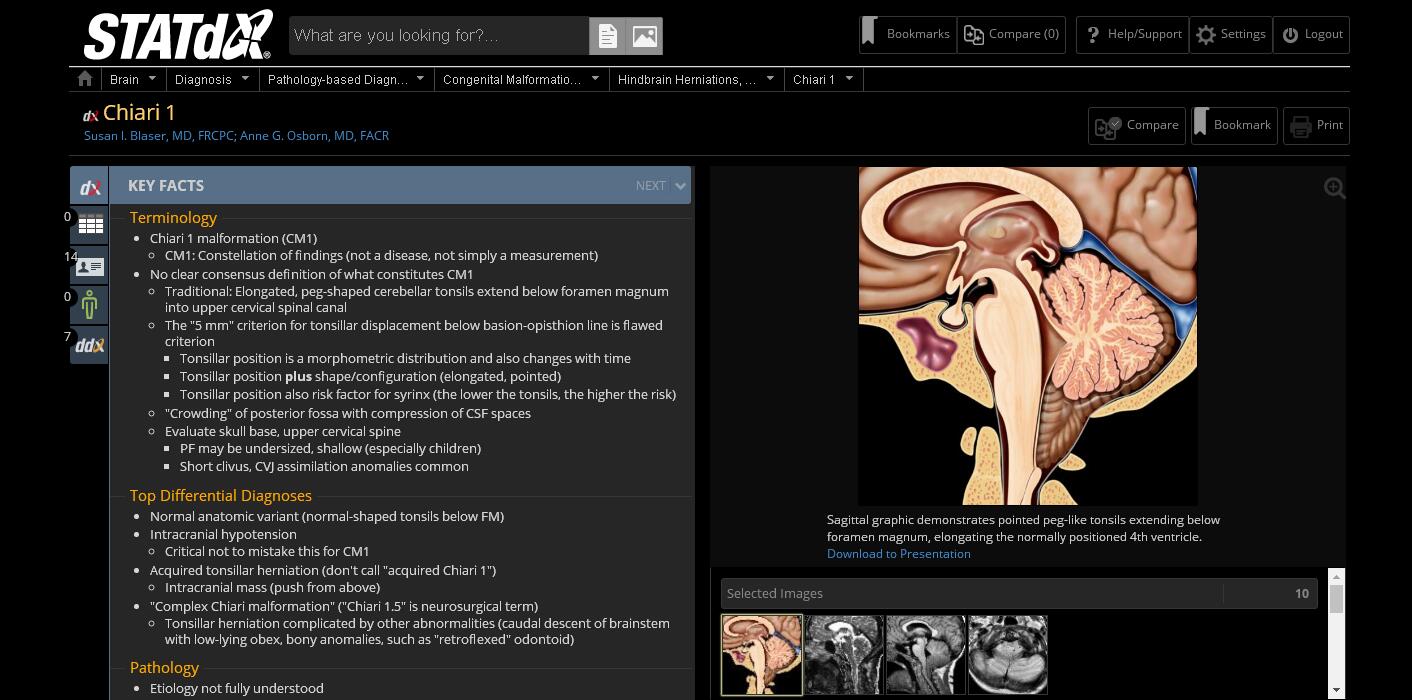 STATdx®
What are you looking for?...
Bookmarks
Compare (0)
? Help/Support
Settings
Logout
Brain
Diagnosis
Pathology-based Diagn...
Congenital Malformatio...
Hindbrain Herniations, ...
Chiari 1
dx Chiari 1
Susan I. Blaser, MD, FRCPC; Anne G. Osborn, MD, FACR
Compare
Bookmark
Print
dx
0
14
0
7
ddx
KEY FACTS
NEXT
Terminology
• Chiari 1 malformation (CM1)
◦ CM1: Constellation of findings (not a disease, not simply a measurement)
• No clear consensus definition of what constitutes CM1
◦ Traditional: Elongated, peg-shaped cerebellar tonsils extend below foramen magnum
into upper cervical spinal canal
◦ The "5 mm" criterion for tonsillar displacement below basion-opisthion line is flawed
criterion
▪ Tonsillar position is a morphometric distribution and also changes with time
▪ Tonsillar position plus shape/configuration (elongated, pointed)
▪ Tonsillar position also risk factor for syrinx (the lower the tonsils, the higher the risk)
◦ "Crowding" of posterior fossa with compression of CSF spaces
◦ Evaluate skull base, upper cervical spine
▪ PF may be undersized, shallow (especially children)
▪ Short clivus, CVJ assimilation anomalies common
Top Differential Diagnoses
• Normal anatomic variant (normal-shaped tonsils below FM)
• Intracranial hypotension
◦ Critical not to mistake this for CM1
• Acquired tonsillar herniation (don't call "acquired Chiari 1")
◦ Intracranial mass (push from above)
• "Complex Chiari malformation" ("Chiari 1.5" is neurosurgical term)
◦ Tonsillar herniation complicated by other abnormalities (caudal descent of brainstem
with low-lying obex, bony anomalies, such as "retroflexed" odontoid)
Pathology
• Etiology not fully understood
Sagittal graphic demonstrates pointed peg-like tonsils extending below
foramen magnum, elongating the normally positioned 4th ventricle.
Download to Presentation
Selected Images
10